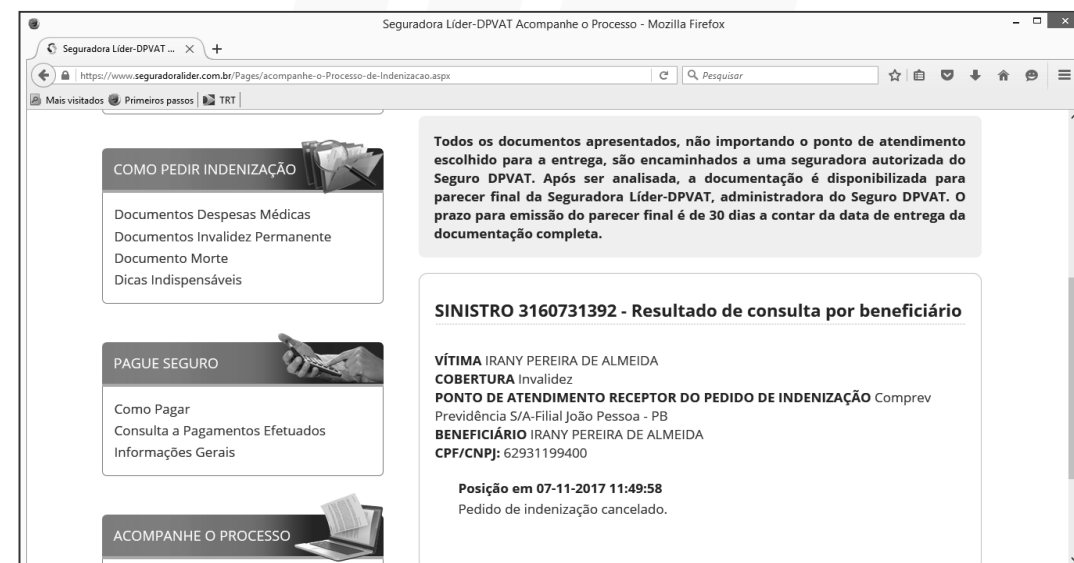 Seguradora Líder-DPVAT Acompanhe o Processo - Mozilla Firefox
Seguradora Líder-DPVAT ...
https://www.seguradoralider.com.br/Pages/acompanhe-o-Processo-de-Indenizacao.aspx
Pesquisar
Mais visitados
Primeiros passos
TRT
COMO PEDIR INDENIZAÇÃO
Documentos Despesas Médicas
Documentos Invalidez Permanente
Documento Morte
Dicas Indispensáveis
PAGUE SEGURO
Como Pagar
Consulta a Pagamentos Efetuados
Informações Gerais
ACOMPANHE O PROCESSO
Todos os documentos apresentados, não importando o ponto de atendimento
escolhido para a entrega, são encaminhados a uma seguradora autorizada do
Seguro DPVAT. Após ser analisada, a documentação é disponibilizada para
parecer final da Seguradora Líder-DPVAT, administradora do Seguro DPVAT. O
prazo para emissão do parecer final é de 30 dias a contar da data de entrega da
documentação completa.
SINISTRO 3160731392 - Resultado de consulta por beneficiário
VÍTIMA IRANY PEREIRA DE ALMEIDA
COBERTURA Invalidez
PONTO DE ATENDIMENTO RECEPTOR DO PEDIDO DE INDENIZAÇÃO Comprev
Previdência S/A-Filial João Pessoa - PB
BENEFICIÁRIO IRANY PEREIRA DE ALMEIDA
CPF/CNPJ: 62931199400
Posição em 07-11-2017 11:49:58
Pedido de indenização cancelado.